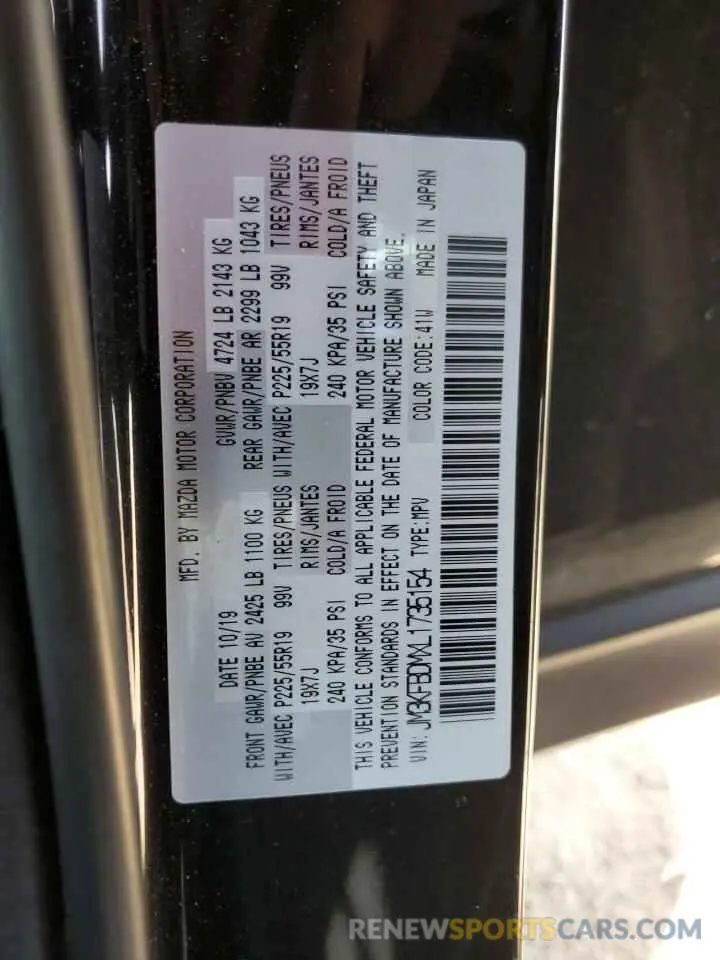 MFD. BY MAZDA MOTOR CORPORATION
DATE 10/19 GVWR/PNBV 4724 LB 2143 KG
FRONT GAWR/PNBE AV 2425 LB 1100 KG REAR GAWR/PNBE AR 2299 LB 1043 KG
WITH/AVEC P225/55R19 99V TIRES/PNEUS WITH/AVEC P225/55R19 99V TIRES/PNEUS
19X7J RIMS/JANTES 19X7J RIMS/JANTES
240 KPA/35 PSI COLD/A FROID 240 KPA/35 PSI COLD/A FROID
THIS VEHICLE CONFORMS TO ALL APPLICABLE FEDERAL MOTOR VEHICLE SAFETY AND THEFT
PREVENTION STANDARDS IN EFFECT ON THE DATE OF MANUFACTURE SHOWN ABOVE.
VIN: JM3KFBDMXL1735154 TYPE:MPV COLOR CODE:41W MADE IN JAPAN
RENEWSPORTSCARS.COM